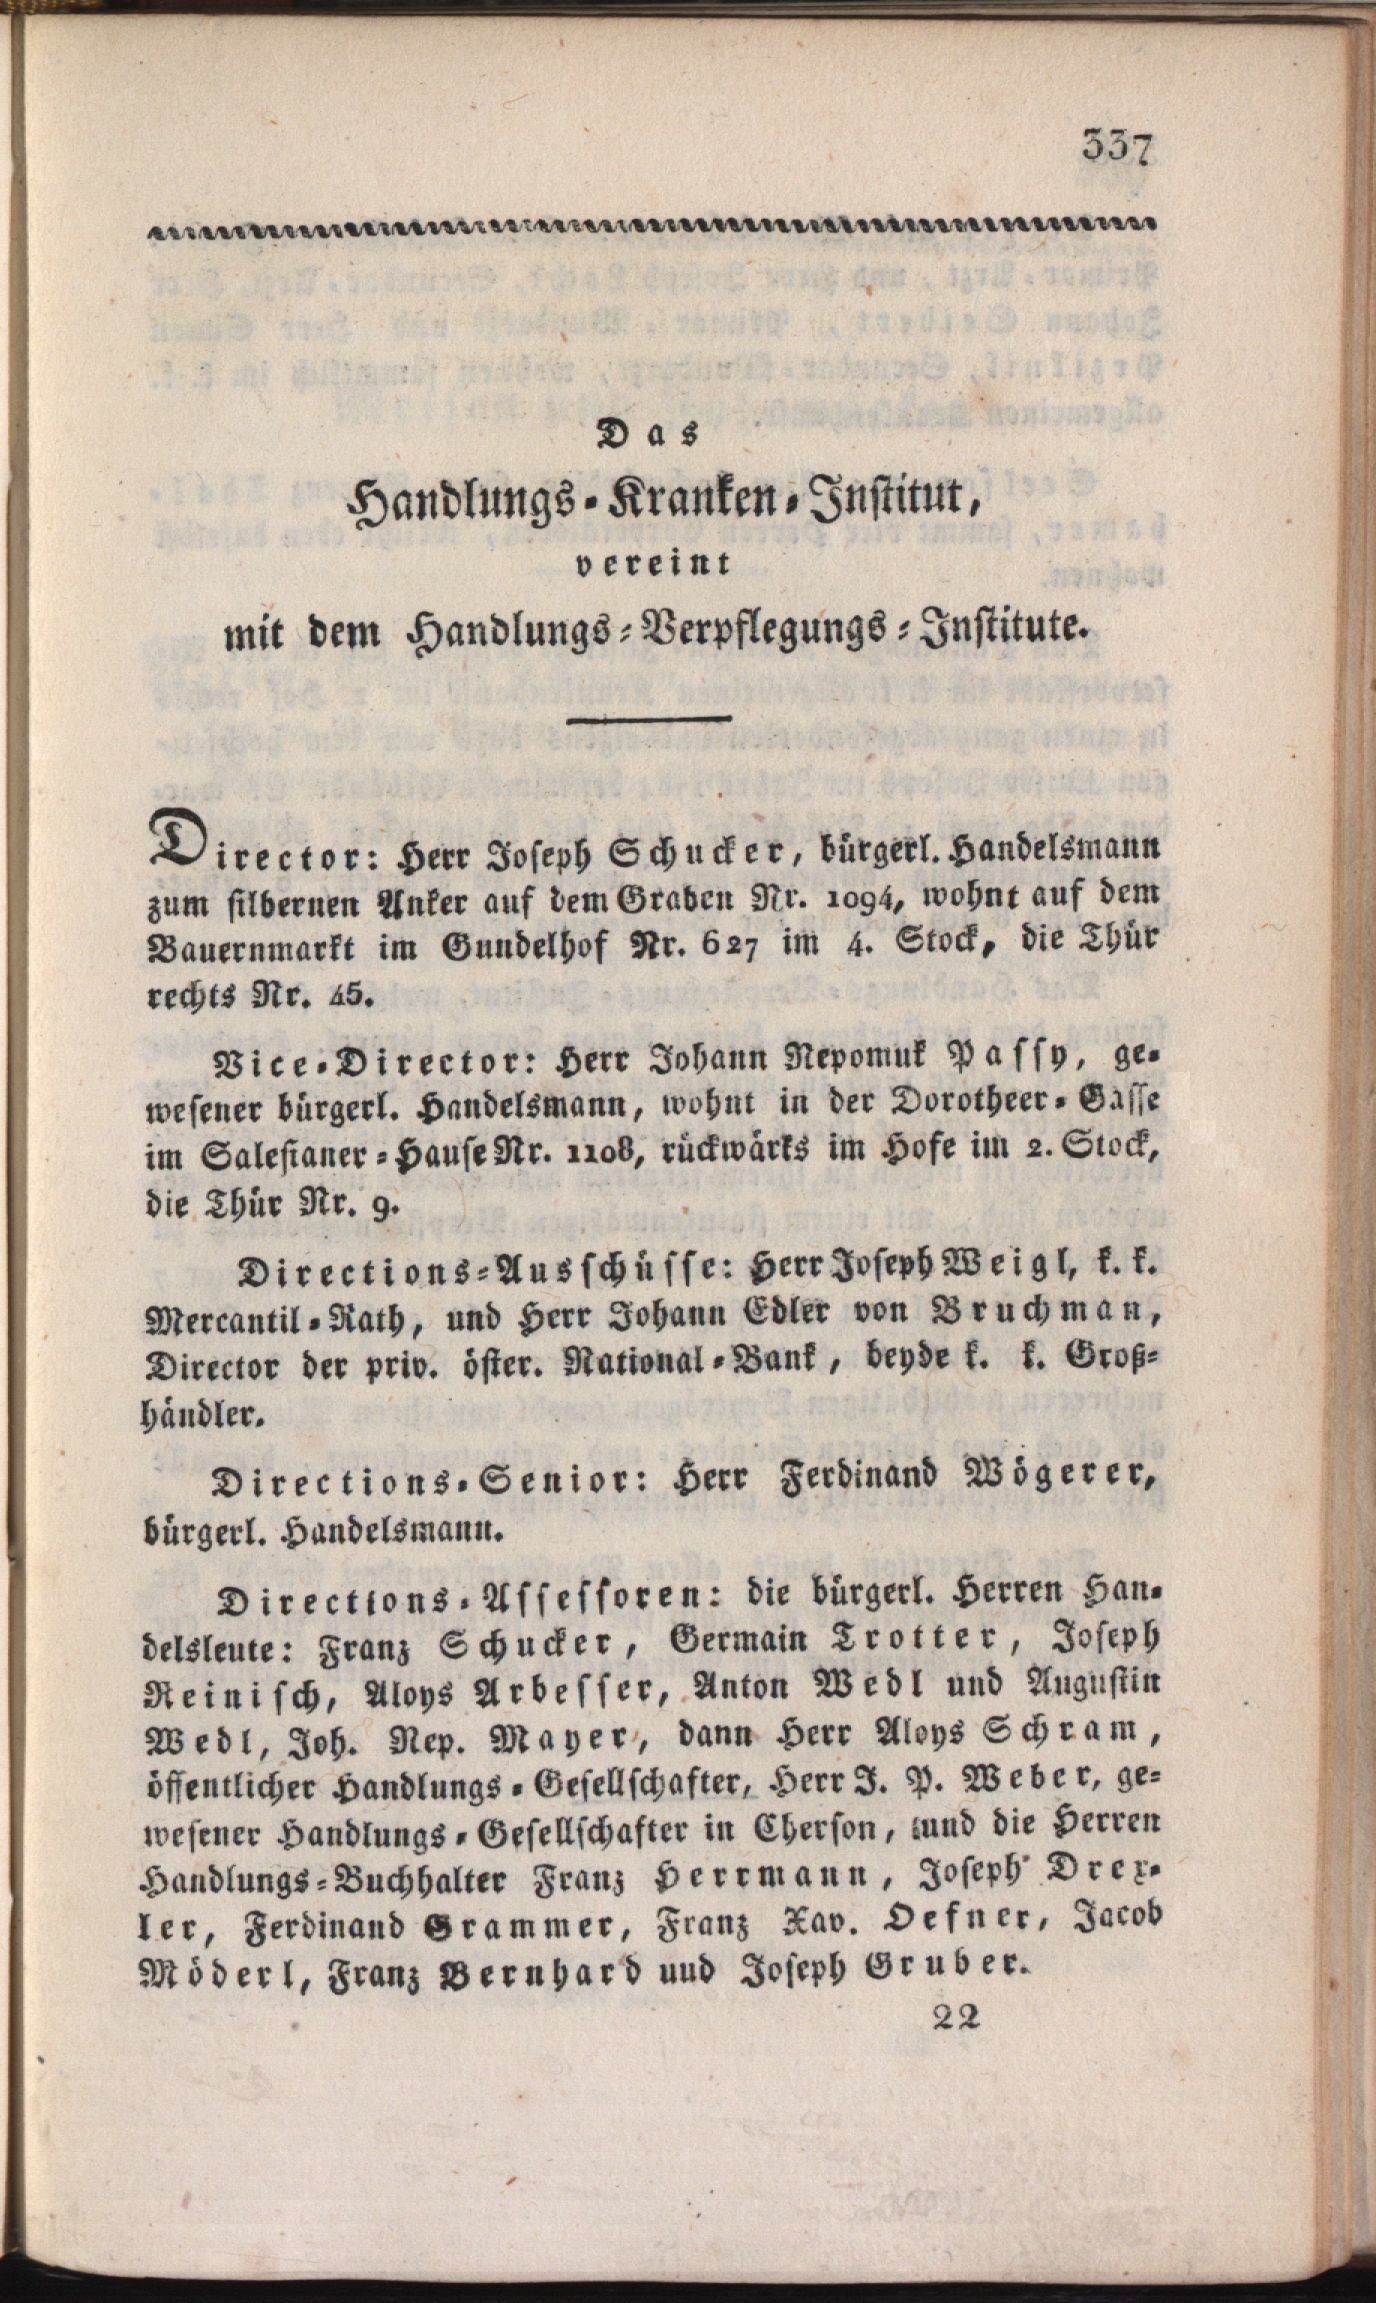 337
Das
Handlungs-Kranken-Institut,
vereint
mit dem Handlungs-Verpflegungs-Institute.
Director: Herr Joseph Schucker, bürgerl. Handelsmann
zum silbernen Anker auf dem Graben Nr. 1094, wohnt auf dem
Bauernmarkt im Gundelhof Nr. 627 im 4. Stock, die Thür
rechts Nr. 45.
Vice-Director: Herr Johann Nepomuk Passy, ge-
wesener bürgerl. Handelsmann, wohnt in der Dorotheer-Gasse
im Salesianer-Hause Nr. 1108, rückwärts im Hofe im 2. Stock,
die Thür Nr. 9.
Directions-Ausschüsse: Herr Joseph Weigl, k. k.
Mercantil-Rath, und Herr Johann Edler von Bruchman,
Director der priv. öster. National-Bank, beyde k. k. Groß-
händler.
Directions-Senior: Herr Ferdinand Wögerer,
bürgerl. Handelsmann.
Directions-Assessoren: die bürgerl. Herren Han-
delsleute: Franz Schucker, Germain Trotter, Joseph
Reinisch, Aloys Arbesser, Anton Wedl und Augustin
Wedl, Joh. Nep. Mayer, dann Herr Aloys Schram,
öffentlicher Handlungs-Gesellschafter, Herr J. P. Weber, ge-
wesener Handlungs-Gesellschafter in Cherson, und die Herren
Handlungs-Buchhalter Franz Herrmann, Joseph Drex-
ler, Ferdinand Grammer, Franz Xav. Oefner, Jacob
Möderl, Franz Bernhard und Joseph Gruber.
22